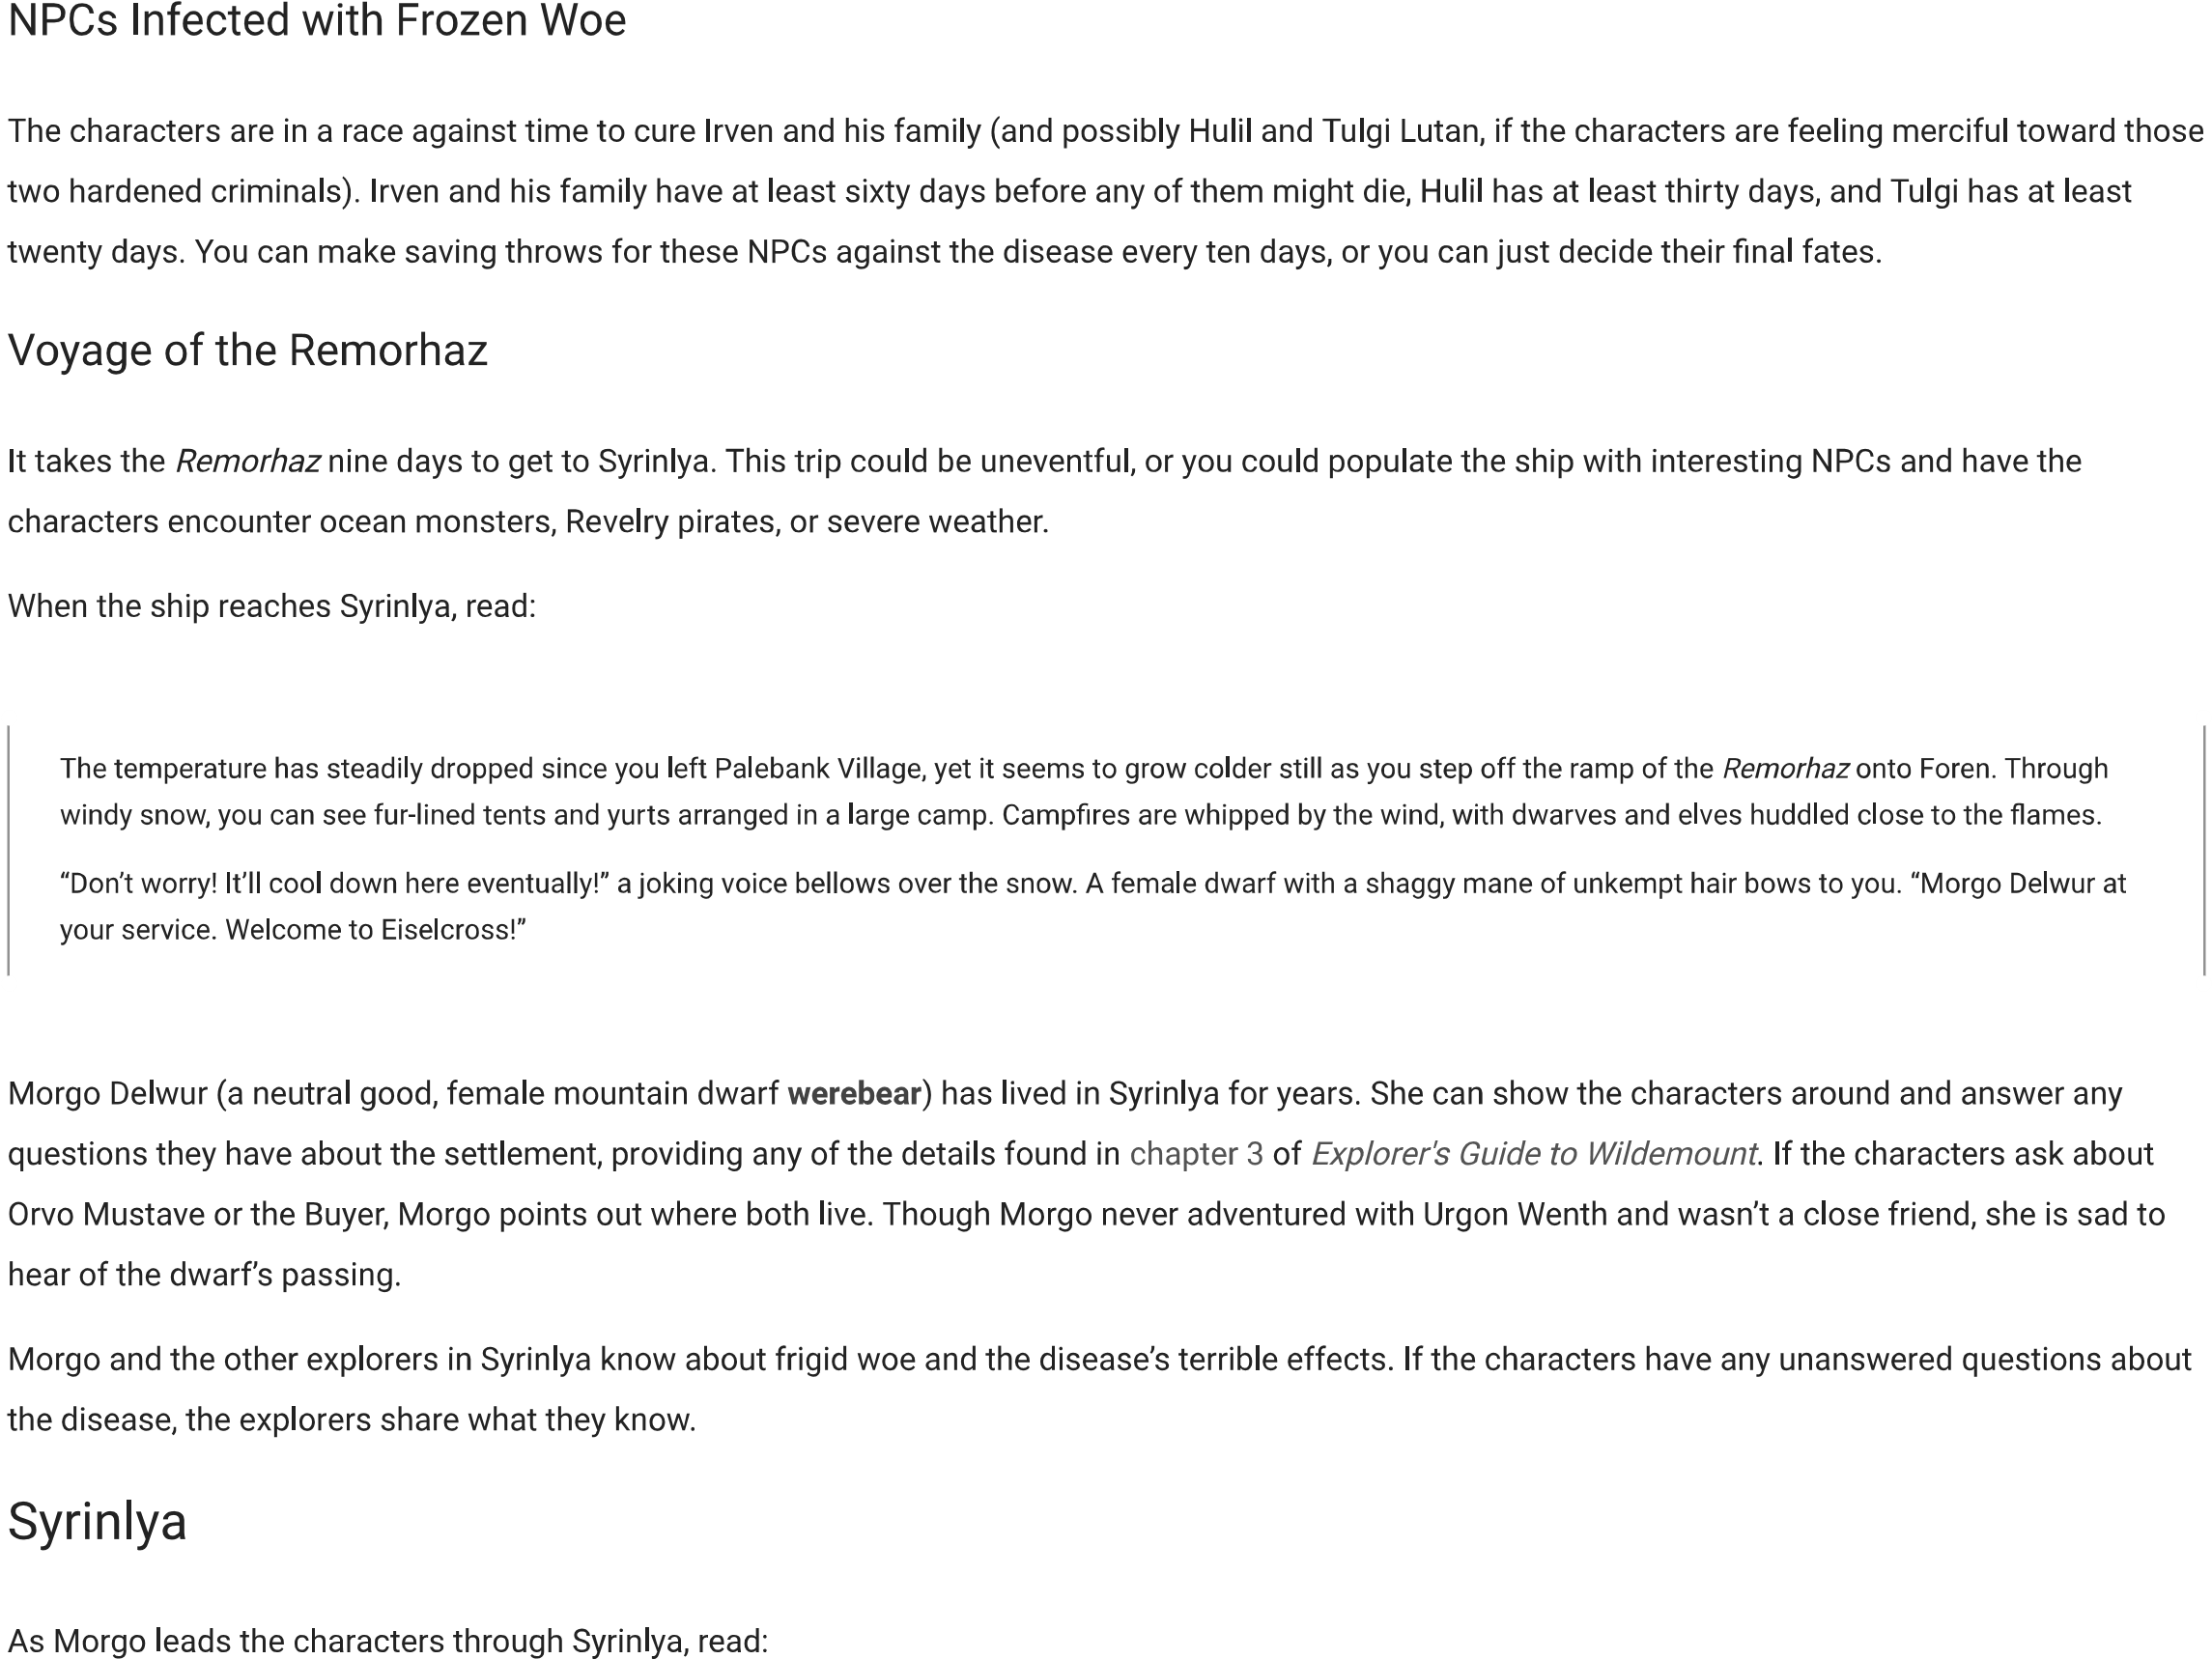 NPCs Infected with Frozen Woe
The characters are in a race against time to cure Irven and his family (and possibly Hulil and Tulgi Lutan, if the characters are feeling merciful toward those
two hardened criminals). Irven and his family have at least sixty days before any of them might die, Hulil has at least thirty days, and Tulgi has at least
twenty days. You can make saving throws for these NPCs against the disease every ten days, or you can just decide their final fates.
Voyage of the Remorhaz
It takes the Remorhaz nine days to get to Syrinlya. This trip could be uneventful, or you could populate the ship with interesting NPCs and have the
characters encounter ocean monsters, Revelry pirates, or severe weather.
When the ship reaches Syrinlya, read:
The temperature has steadily dropped since you left Palebank Village, yet it seems to grow colder still as you step off the ramp of the Remorhaz onto Foren. Through
windy snow, you can see fur-lined tents and yurts arranged in a large camp. Campfires are whipped by the wind, with dwarves and elves huddled close to the flames.
“Don’t worry! It’ll cool down here eventually!” a joking voice bellows over the snow. A female dwarf with a shaggy mane of unkempt hair bows to you. “Morgo Delwur at
your service. Welcome to Eiselcross!”
Morgo Delwur (a neutral good, female mountain dwarf werebear) has lived in Syrinlya for years. She can show the characters around and answer any
questions they have about the settlement, providing any of the details found in chapter 3 of Explorer's Guide to Wildemount. If the characters ask about
Orvo Mustave or the Buyer, Morgo points out where both live. Though Morgo never adventured with Urgon Wenth and wasn’t a close friend, she is sad to
hear of the dwarf’s passing.
Morgo and the other explorers in Syrinlya know about frigid woe and the disease’s terrible effects. If the characters have any unanswered questions about
the disease, the explorers share what they know.
Syrinlya
As Morgo leads the characters through Syrinlya, read: